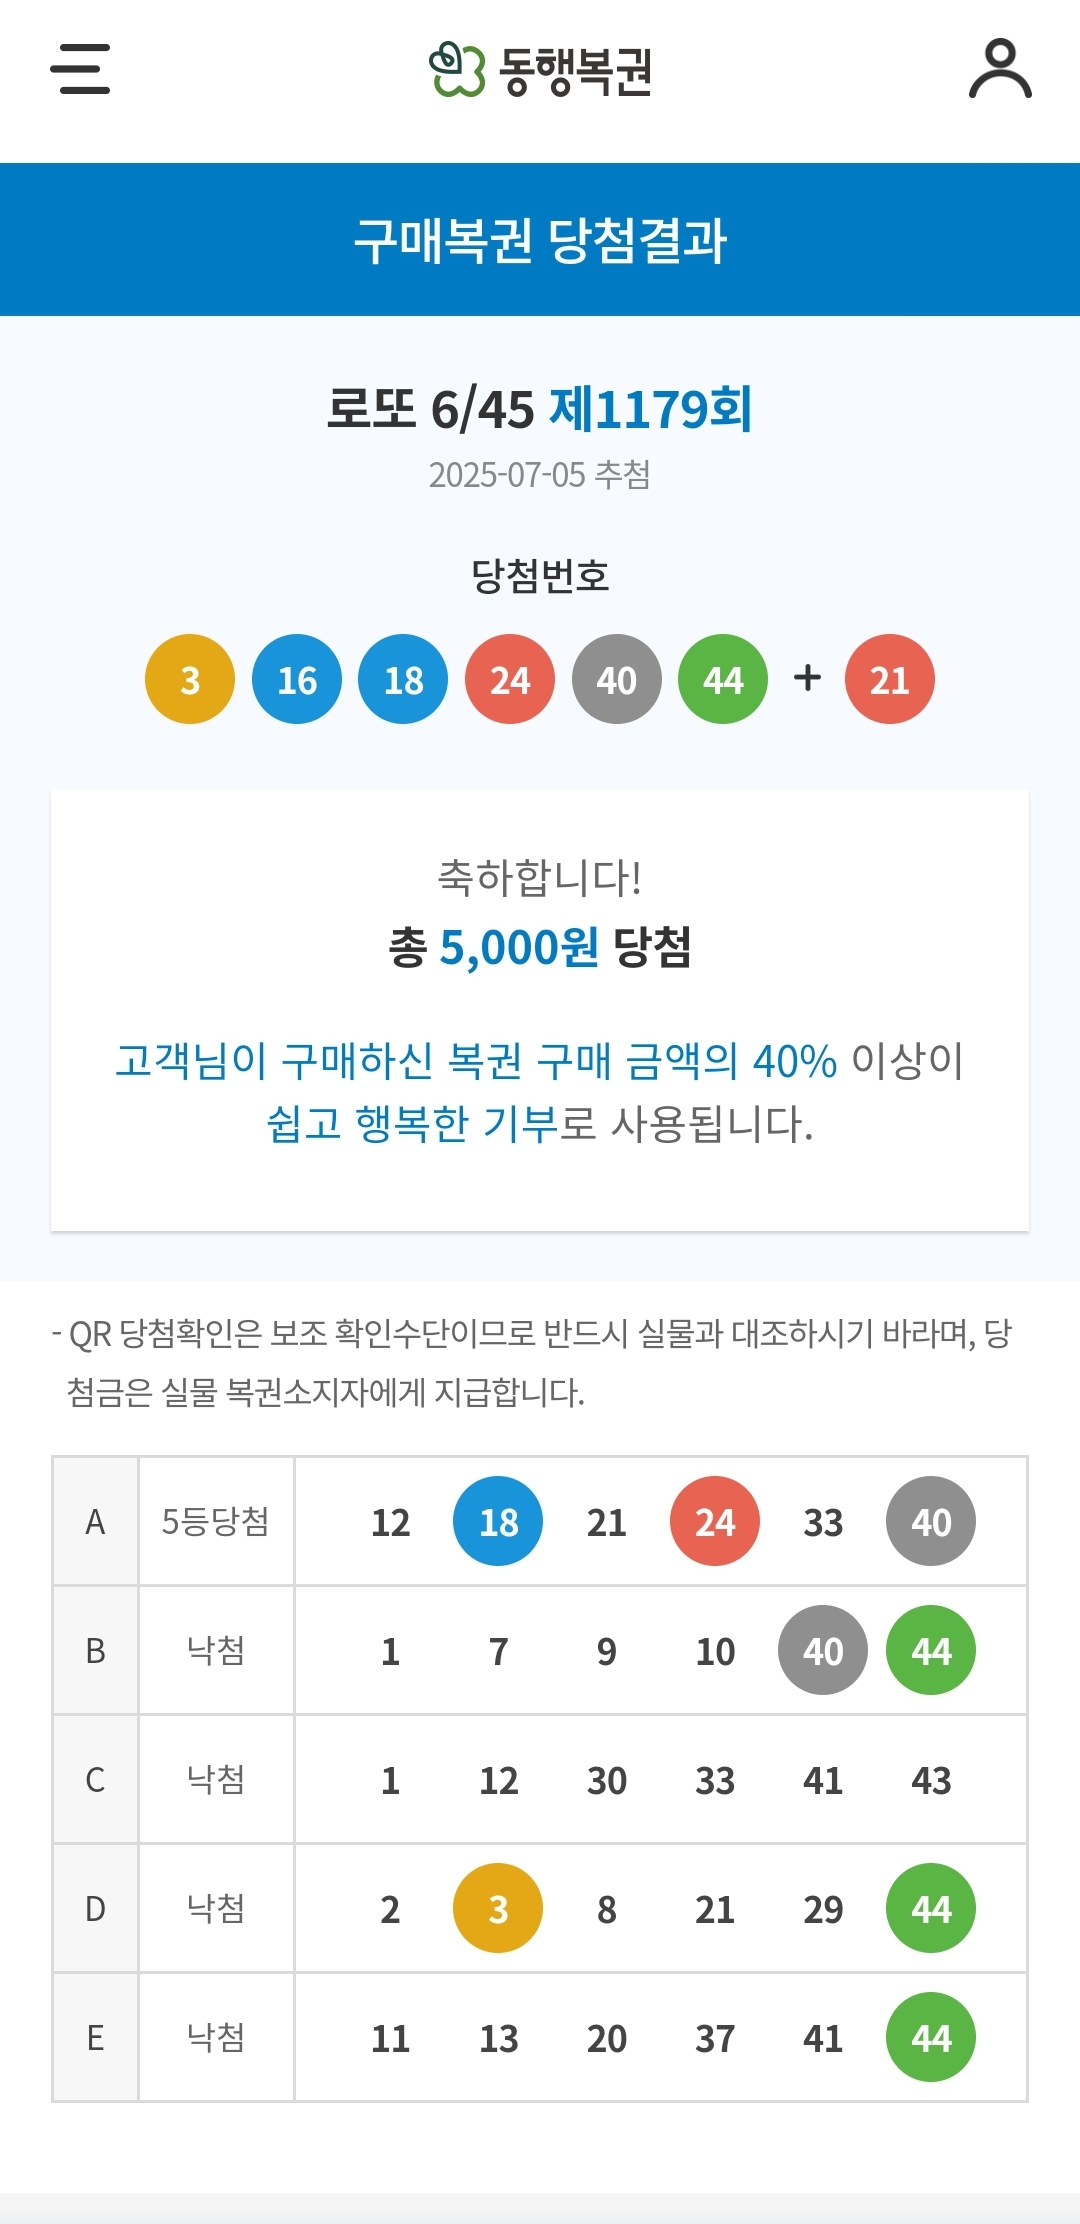 동행복권
구매복권 당첨결과
로또 6/45 제1179회
2025-07-05 추첨
당첨번호
3 16 18 24 40 44 + 21
축하합니다!
총 5,000원 당첨
고객님이 구매하신 복권 구매 금액의 40% 이상이
쉽고 행복한 기부로 사용됩니다.
- QR 당첨확인은 보조 확인수단이므로 반드시 실물과 대조하시기 바라며, 당
첨금은 실물 복권소지자에게 지급합니다.
A 5등당첨 12 18 21 24 33 40
B 낙첨 1 7 9 10 40 44
C 낙첨 1 12 30 33 41 43
D 낙첨 2 3 8 21 29 44
E 낙첨 11 13 20 37 41 44